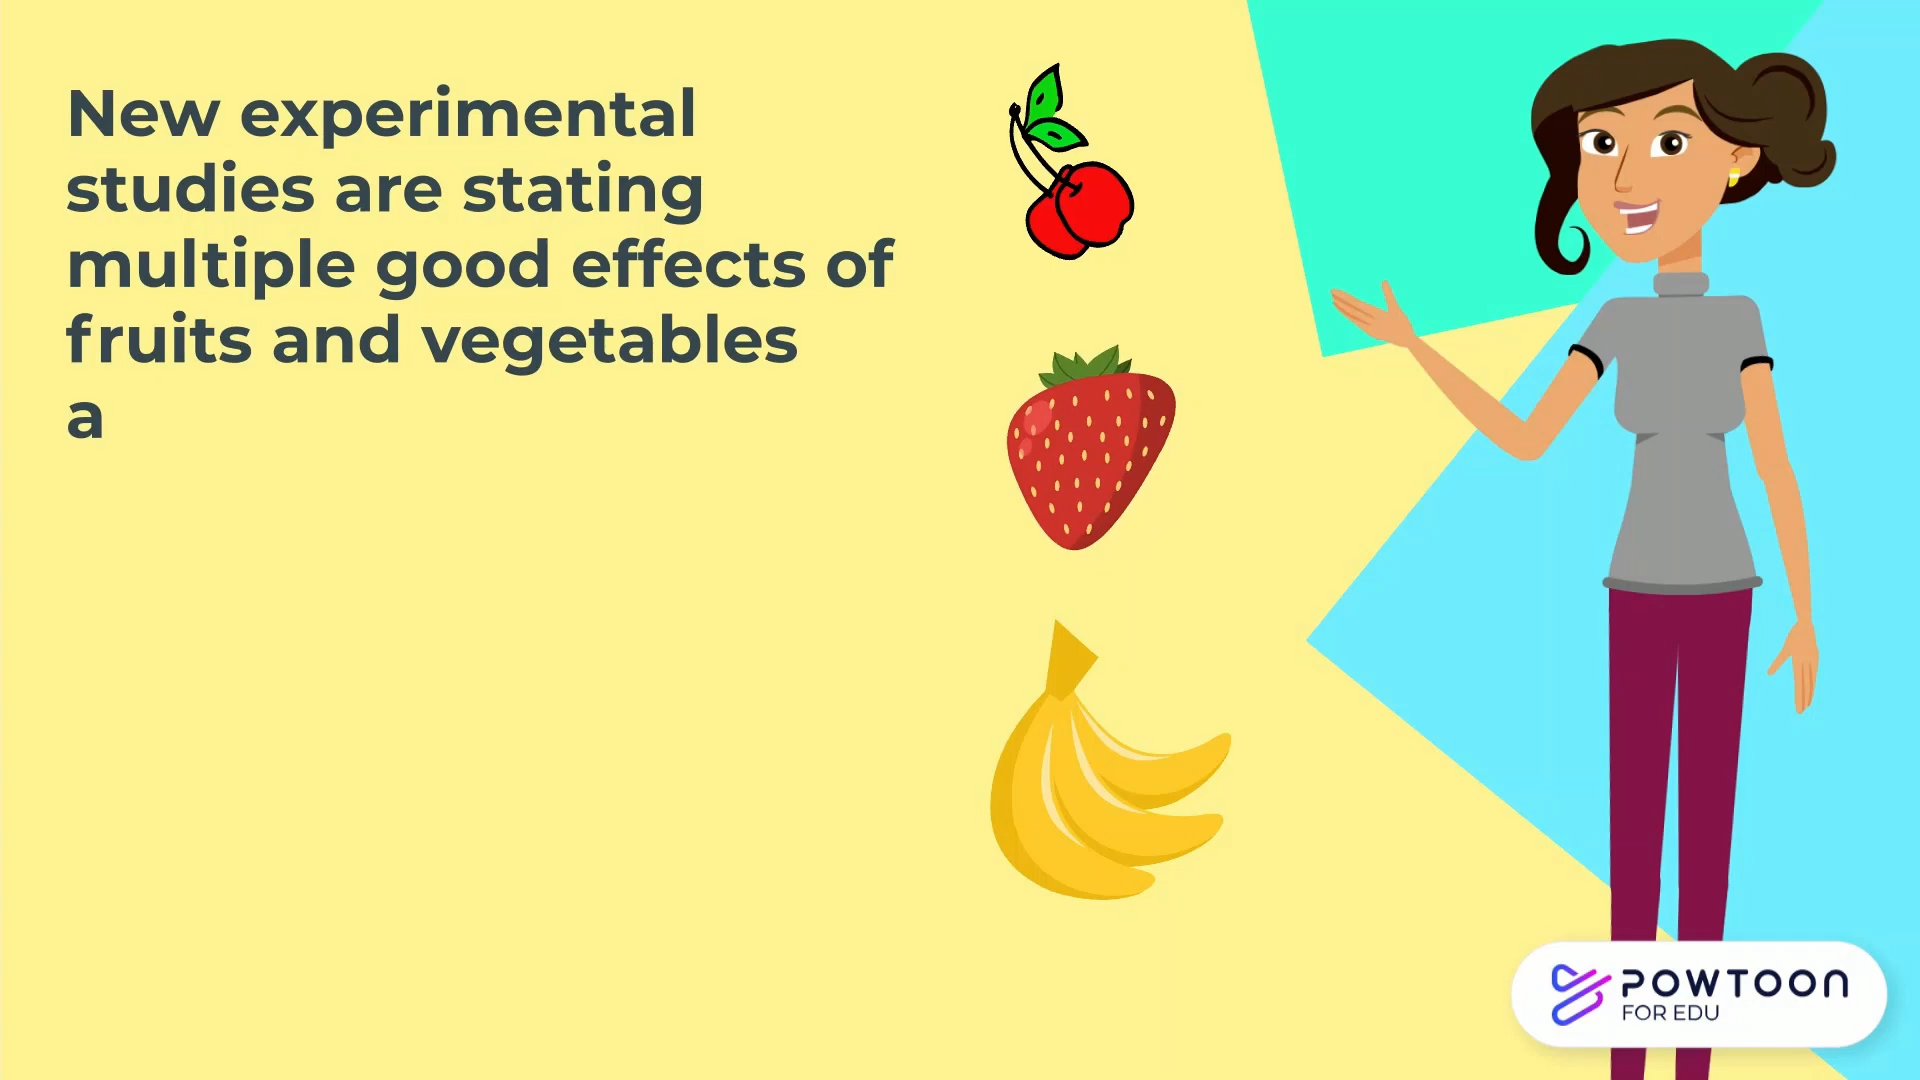 New experimental
studies are stating
multiple good effects of
fruits and vegetables
a
POWTOON
FOR EDU